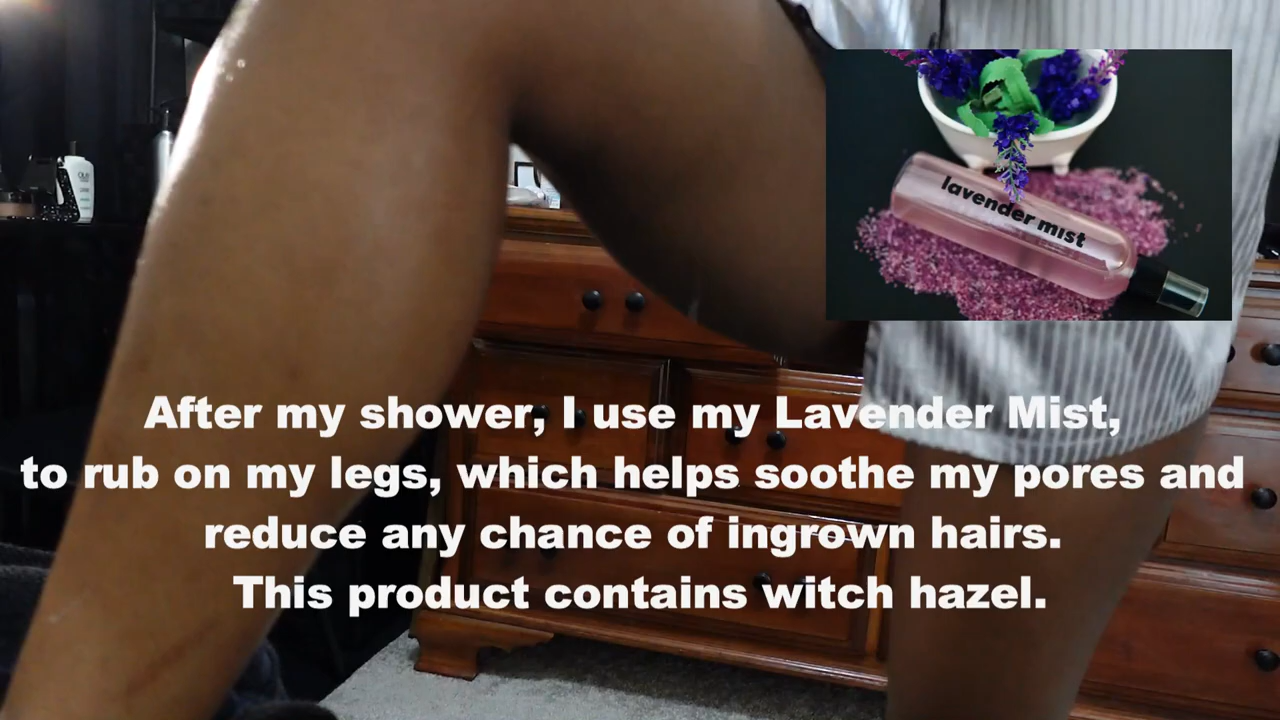 lavender mist
After my shower, I use my Lavender Mist,
to rub on my legs, which helps soothe my pores and
reduce any chance of ingrown hairs.
This product contains witch hazel.